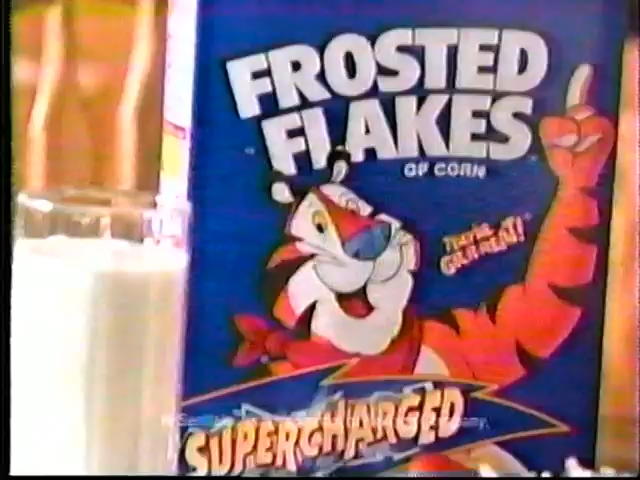 FROSTED
FLAKES
OF CORN
THEY'RE
GR-R-REAT!
SUPERCHARGED